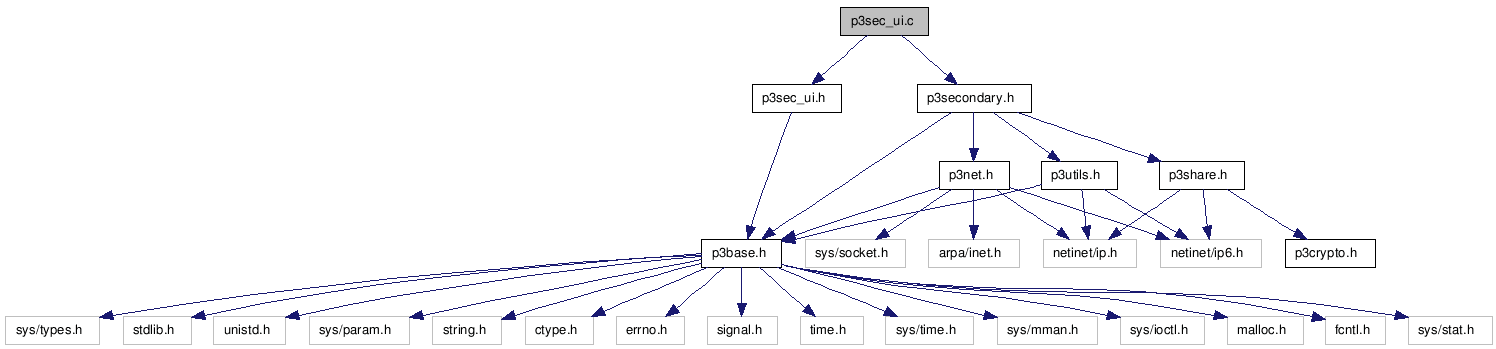 p3sec_ui.c
p3sec_ui.h
p3secondary.h
p3net.h
p3utils.h
p3share.h
p3base.h
sys/socket.h
arpa/inet.h
netinet/ip.h
netinet/ip6.h
p3crypto.h
sys/types.h
stdlib.h
unistd.h
sys/param.h
string.h
ctype.h
errno.h
signal.h
time.h
sys/time.h
sys/mman.h
sys/ioctl.h
malloc.h
fcntl.h
sys/stat.h